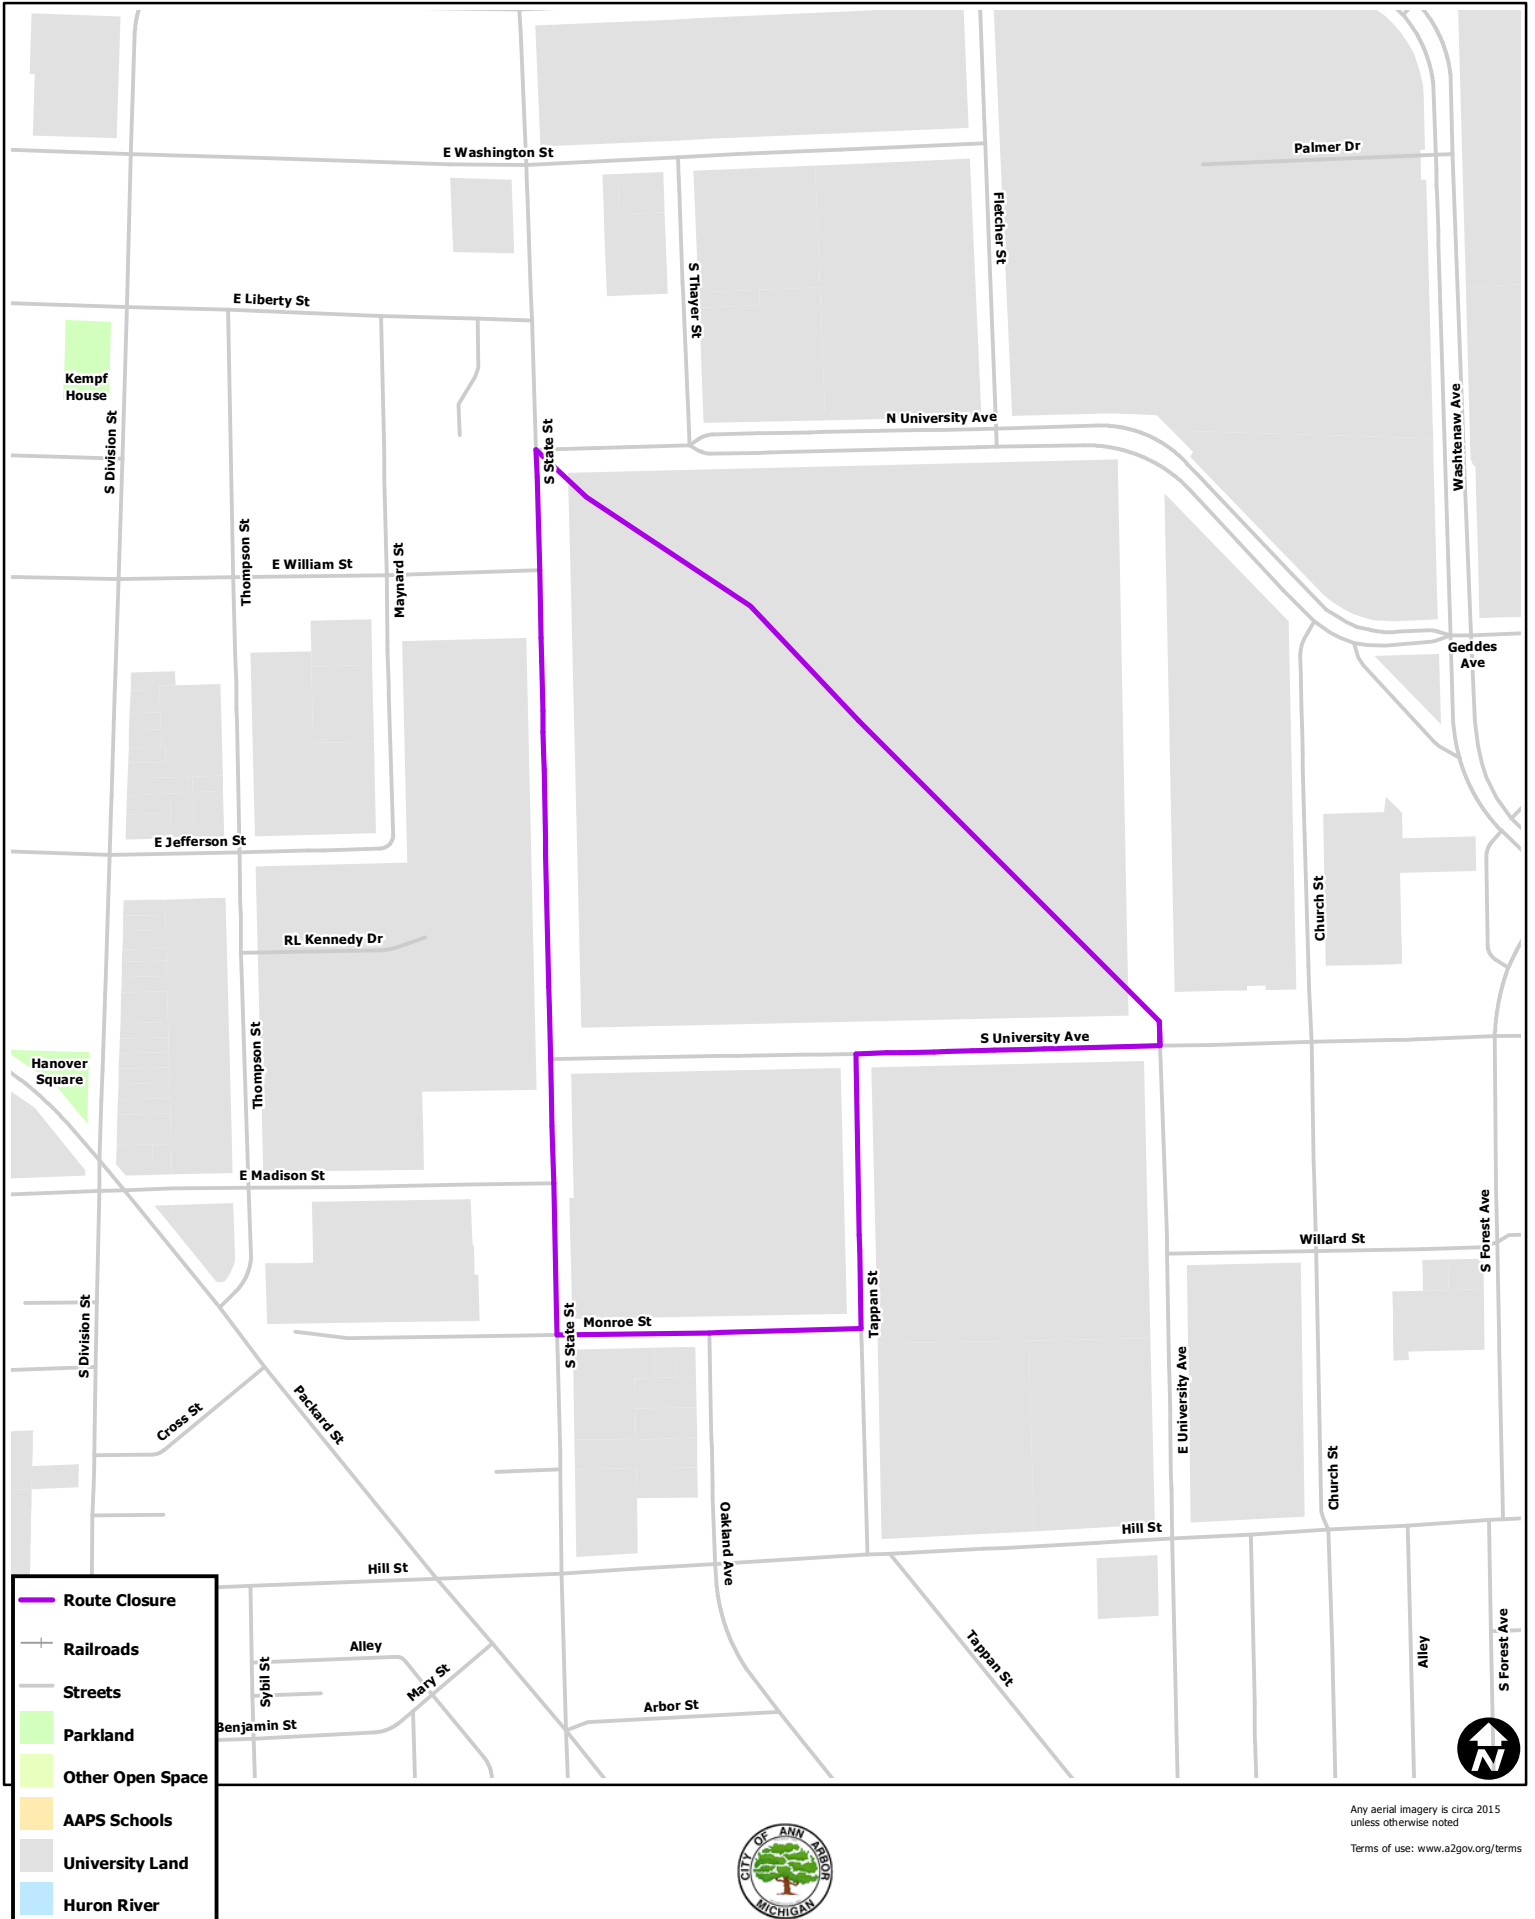 E Washington St
Palmer Dr
Fletcher St
S Thayer St
E Liberty St
Kempf
House
S Division St
S State St
N University Ave
Washtenaw Ave
Thompson St
E William St
Maynard St
Geddes
Ave
E Jefferson St
RL Kennedy Dr
Church St
Thompson St
S University Ave
Hanover
Square
E Madison St
S Forest Ave
Willard St
Tappan St
Monroe St
S State St
S Division St
Cross St
Packard St
E University Ave
Church St
Oakland Ave
Hill St
Hill St
Alley
Sybil St
Mary St
Benjamin St
Arbor St
Tappan St
Alley
S Forest Ave
N
Route Closure
Railroads
Streets
Parkland
Other Open Space
AAPS Schools
University Land
Huron River
CITY OF ANN ARBOR
MICHIGAN
Any aerial imagery is circa 2015
unless otherwise noted
Terms of use: www.a2gov.org/terms